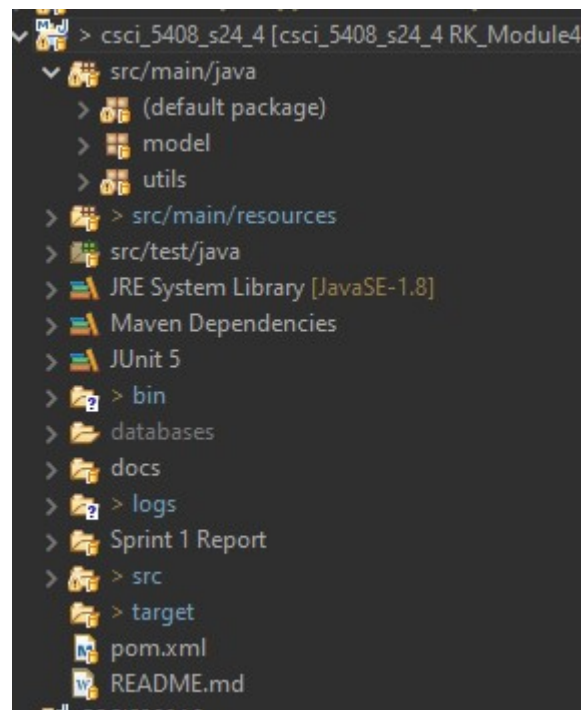 > csci_5408_s24_4 [csci_5408_s24_4 RK_Module4
src/main/java
(default package)
model
utils
> src/main/resources
src/test/java
JRE System Library [JavaSE-1.8]
Maven Dependencies
JUnit 5
> bin
databases
docs
> logs
Sprint 1 Report
> src
> target
pom.xml
README.md